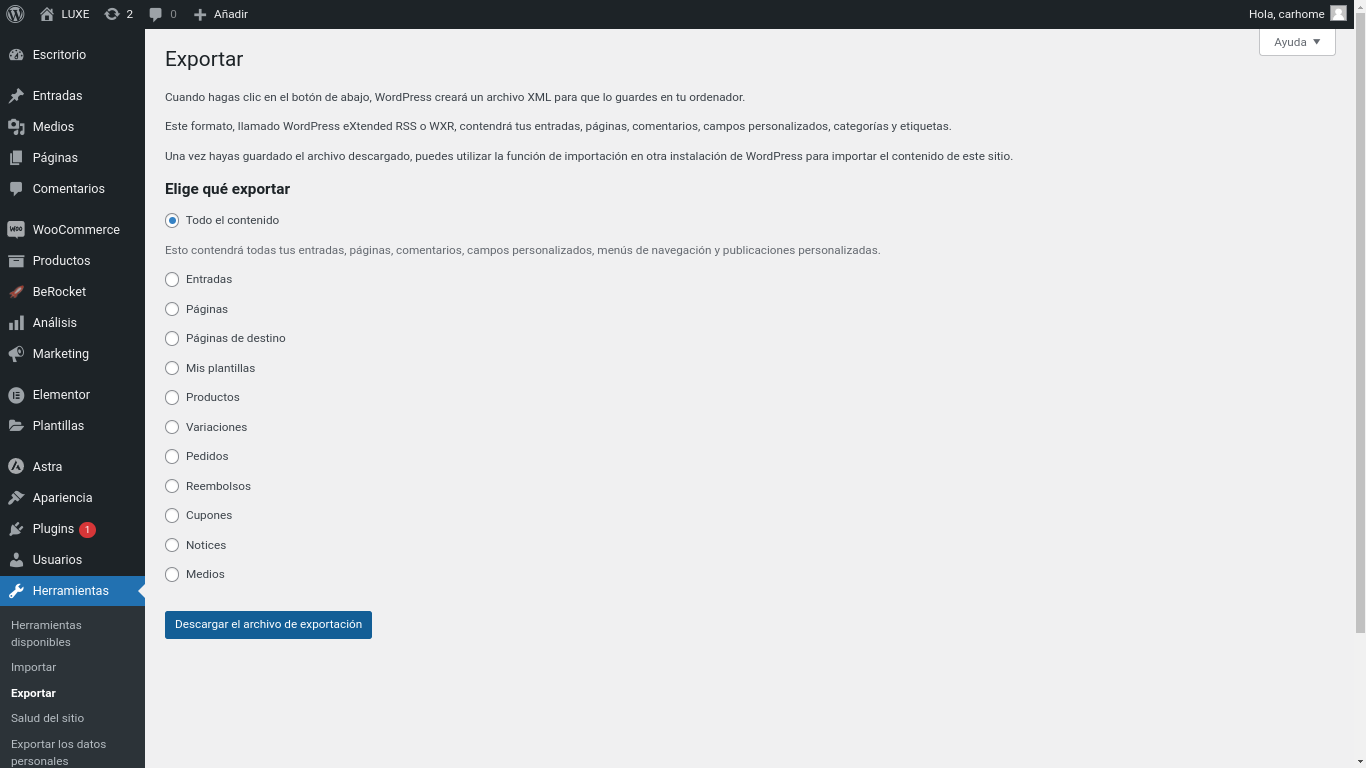 LUXE 2 0 Añadir Hola, carhome
Ayuda
Escritorio
Entradas
Medios
Páginas
Comentarios
WOO WooCommerce
Productos
BeRocket
Análisis
Marketing
Elementor
Plantillas
Astra
Apariencia
Plugins 1
Usuarios
Herramientas
Herramientas
disponibles
Importar
Exportar
Salud del sitio
Exportar los datos
personales
Exportar
Cuando hagas clic en el botón de abajo, WordPress creará un archivo XML para que lo guardes en tu ordenador.
Este formato, llamado WordPress eXtended RSS o WXR, contendrá tus entradas, páginas, comentarios, campos personalizados, categorías y etiquetas.
Una vez hayas guardado el archivo descargado, puedes utilizar la función de importación en otra instalación de WordPress para importar el contenido de este sitio.
Elige qué exportar
Todo el contenido
Esto contendrá todas tus entradas, páginas, comentarios, campos personalizados, menús de navegación y publicaciones personalizadas.
Entradas
Páginas
Páginas de destino
Mis plantillas
Productos
Variaciones
Pedidos
Reembolsos
Cupones
Notices
Medios
Descargar el archivo de exportación